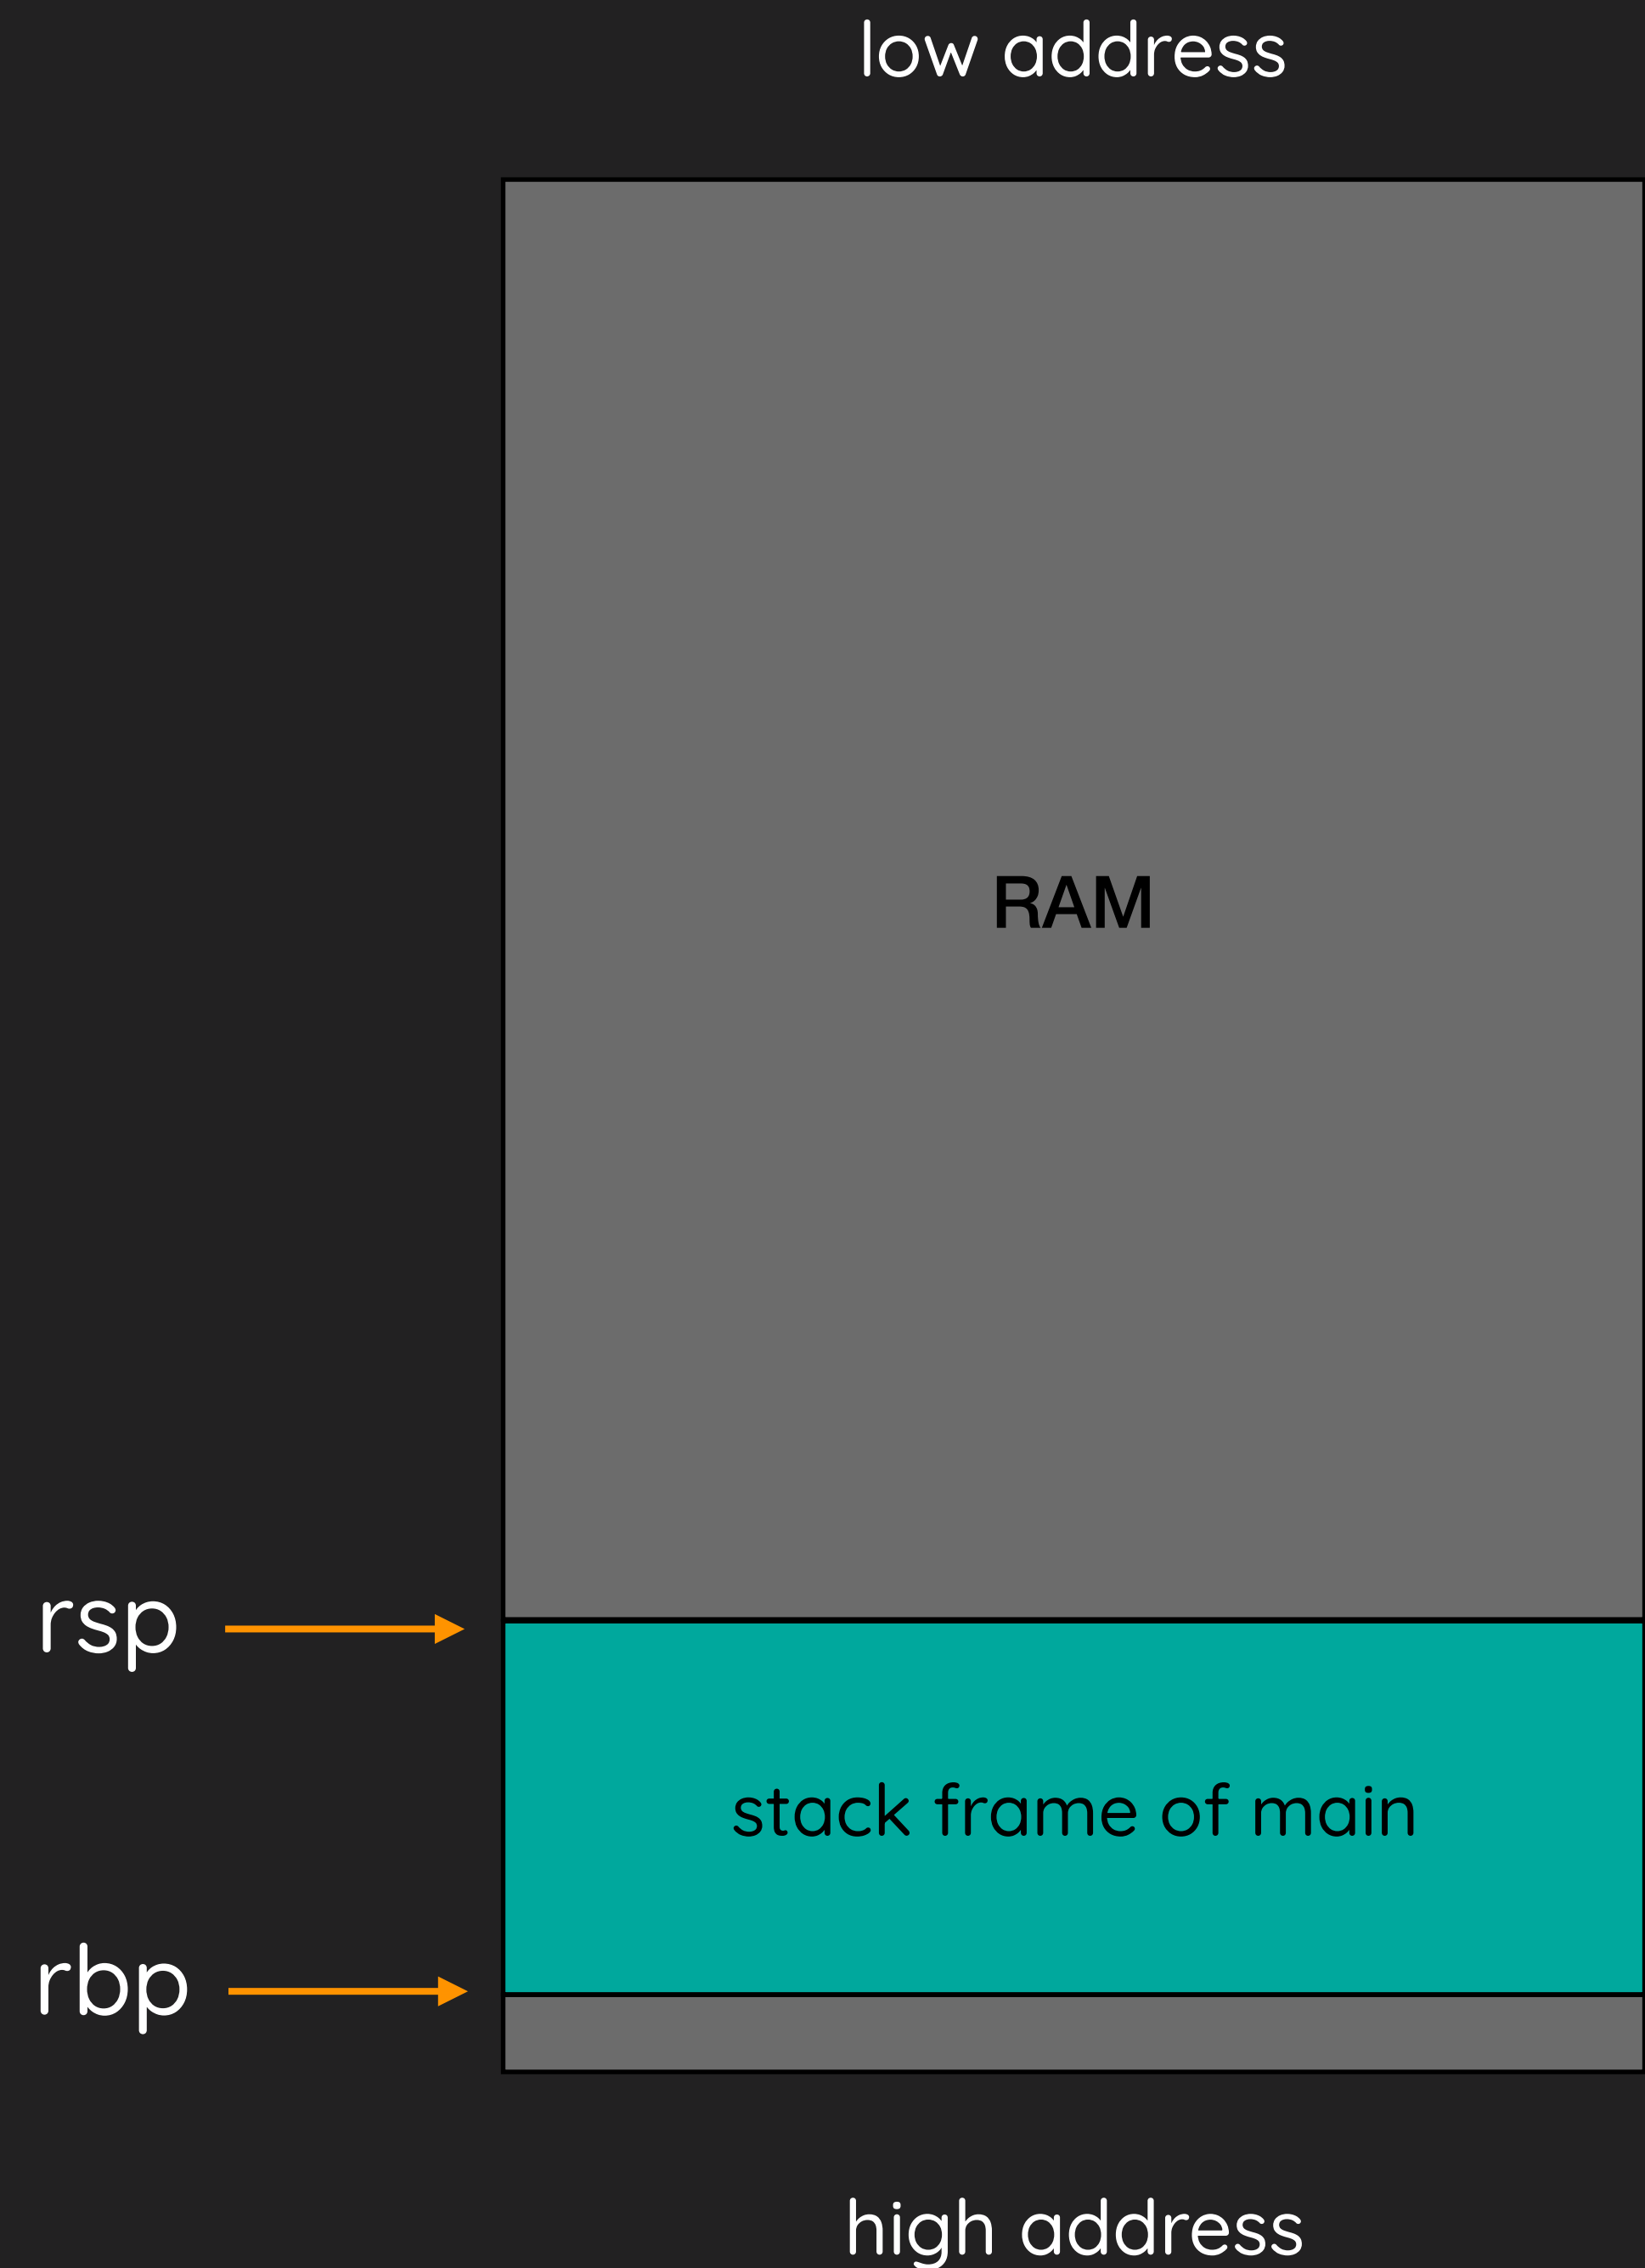 low address
RAM
rsp
stack frame of main
rbp
high address